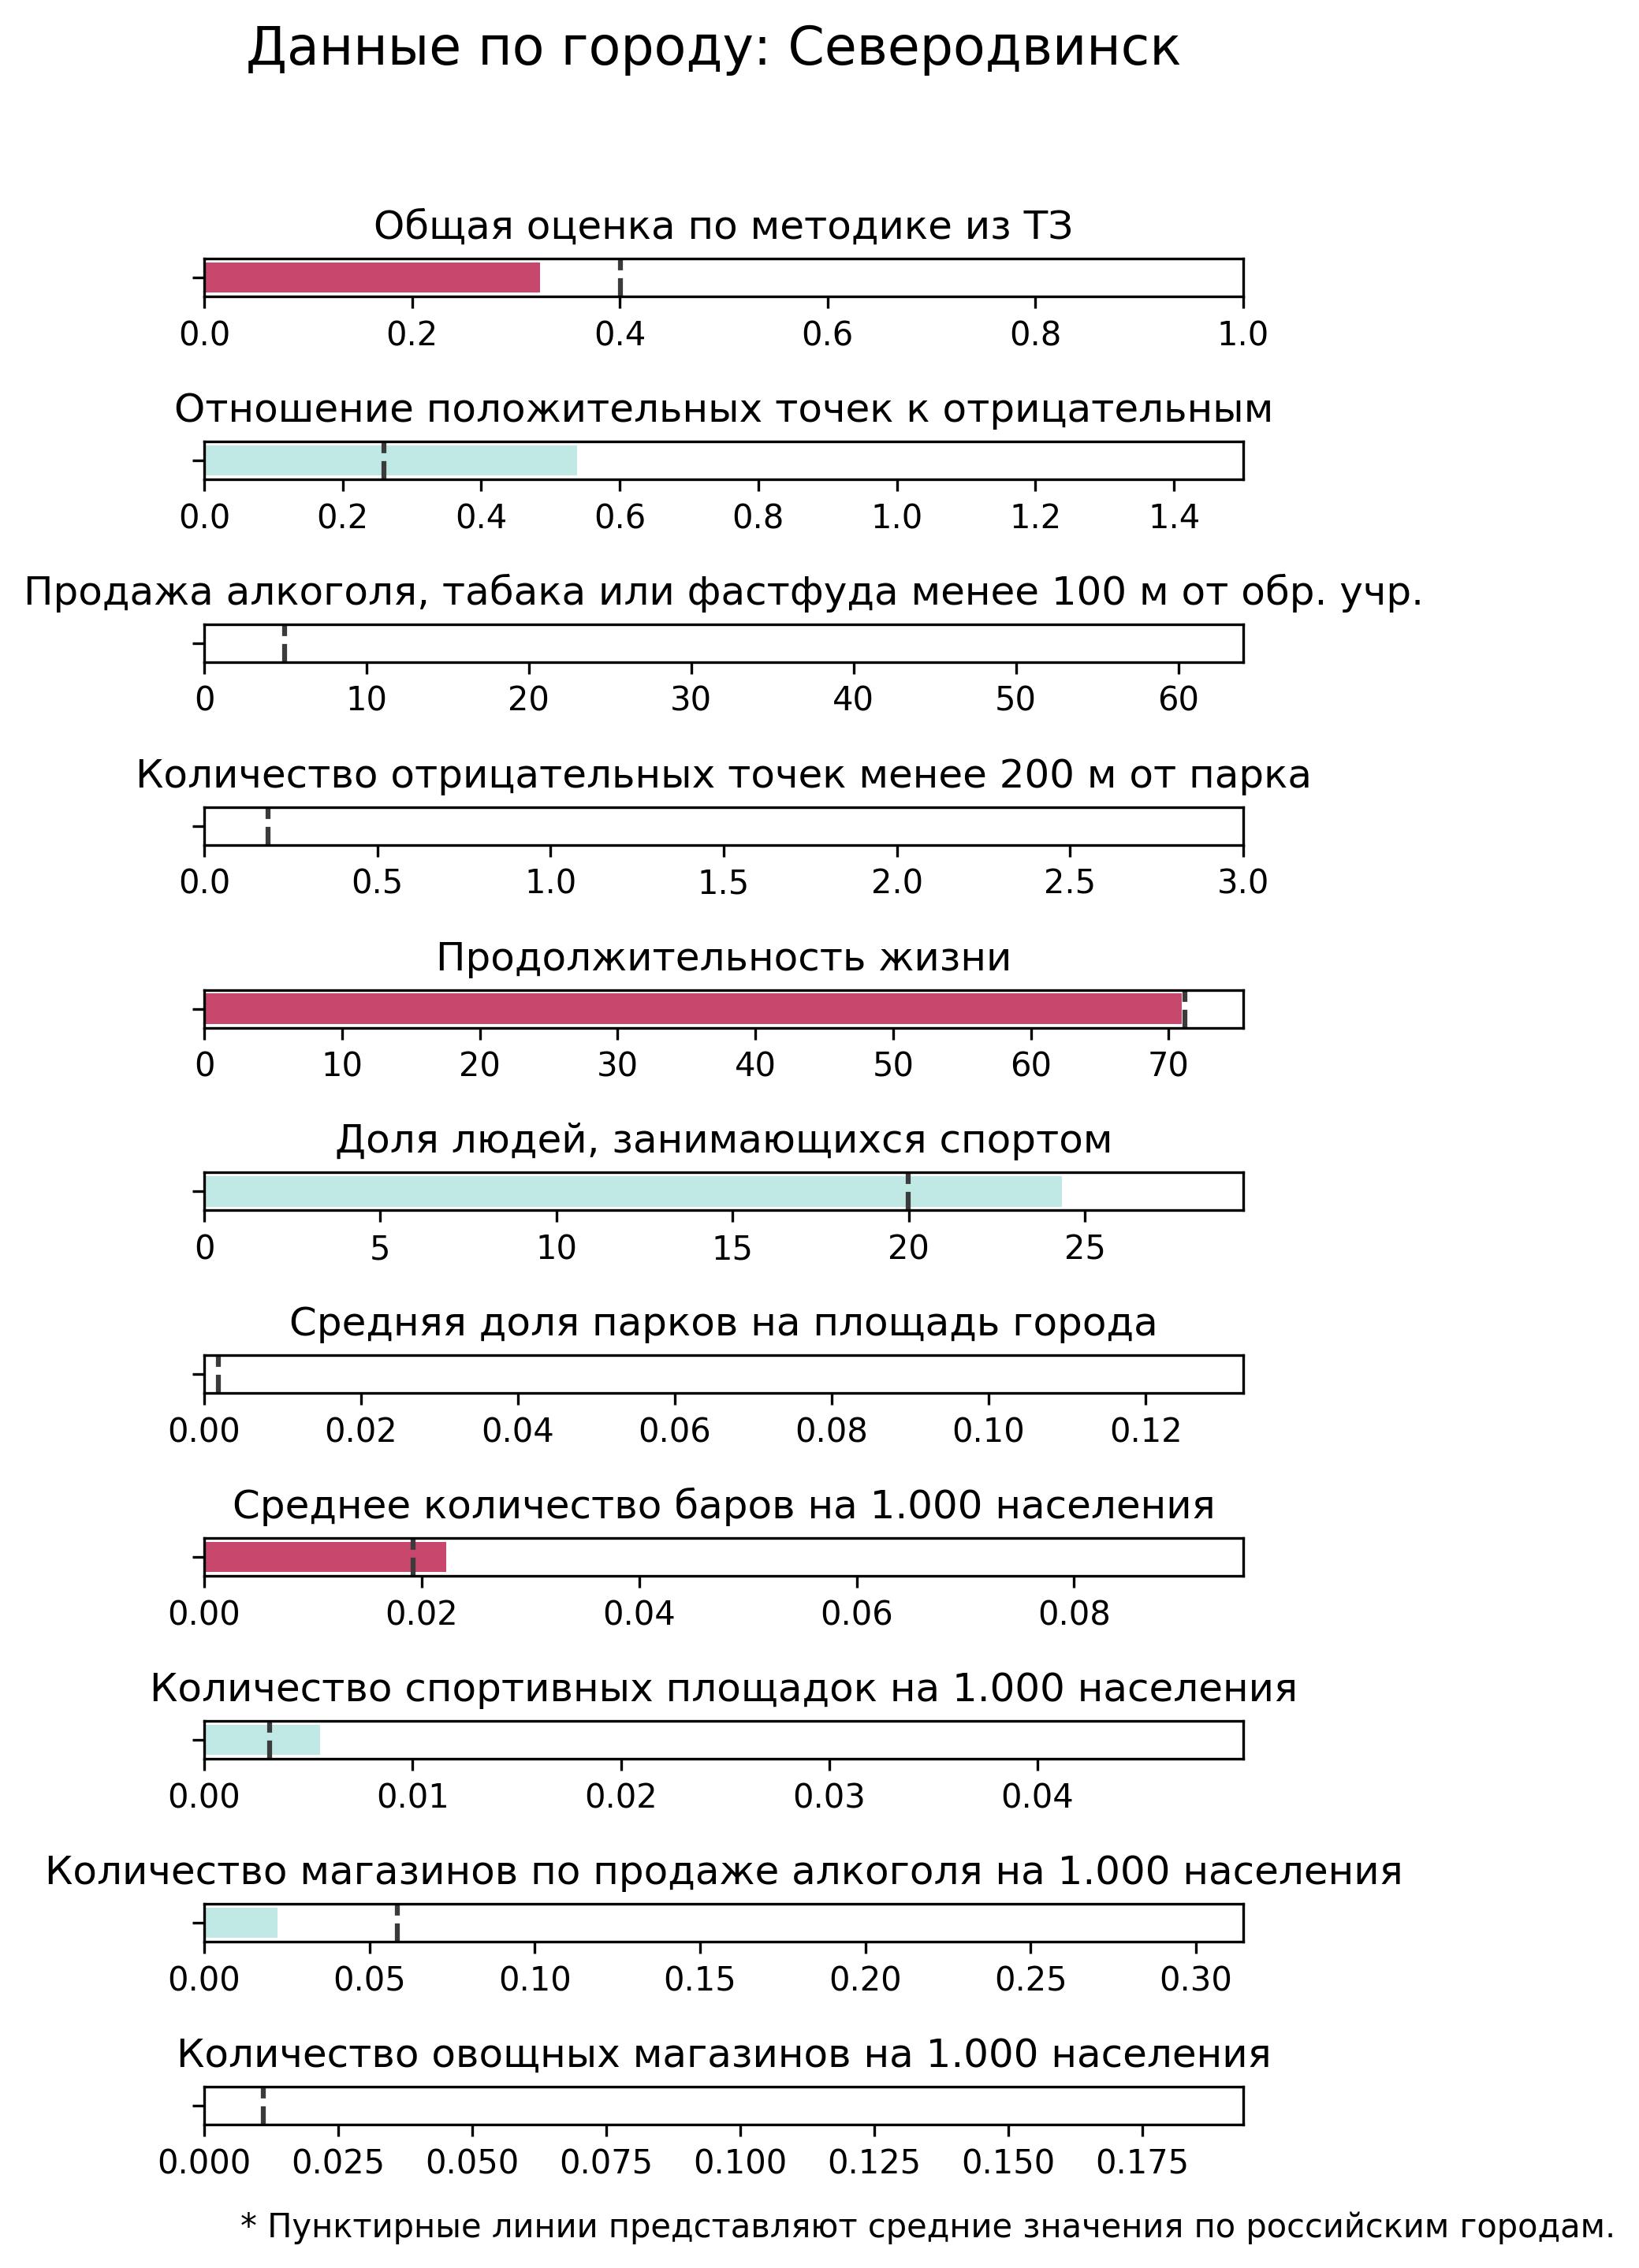 Данные по городу: Северодвинск
Общая оценка по методике из ТЗ
0.0 0.2 0.4 0.6 0.8 1.0
Отношение положительных точек к отрицательным
0.0 0.2 0.4 0.6 0.8 1.0 1.2 1.4
Продажа алкоголя, табака или фастфуда менее 100 м от обр. учр.
0 10 20 30 40 50 60
Количество отрицательных точек менее 200 м от парка
0.0 0.5 1.0 1.5 2.0 2.5 3.0
Продолжительность жизни
0 10 20 30 40 50 60 70
Доля людей, занимающихся спортом
0 5 10 15 20 25
Средняя доля парков на площадь города
0.00 0.02 0.04 0.06 0.08 0.10 0.12
Среднее количество баров на 1.000 населения
0.00 0.02 0.04 0.06 0.08
Количество спортивных площадок на 1.000 населения
0.00 0.01 0.02 0.03 0.04
Количество магазинов по продаже алкоголя на 1.000 населения
0.00 0.05 0.10 0.15 0.20 0.25 0.30
Количество овощных магазинов на 1.000 населения
0.000 0.025 0.050 0.075 0.100 0.125 0.150 0.175
* Пунктирные линии представляют средние значения по российским городам.